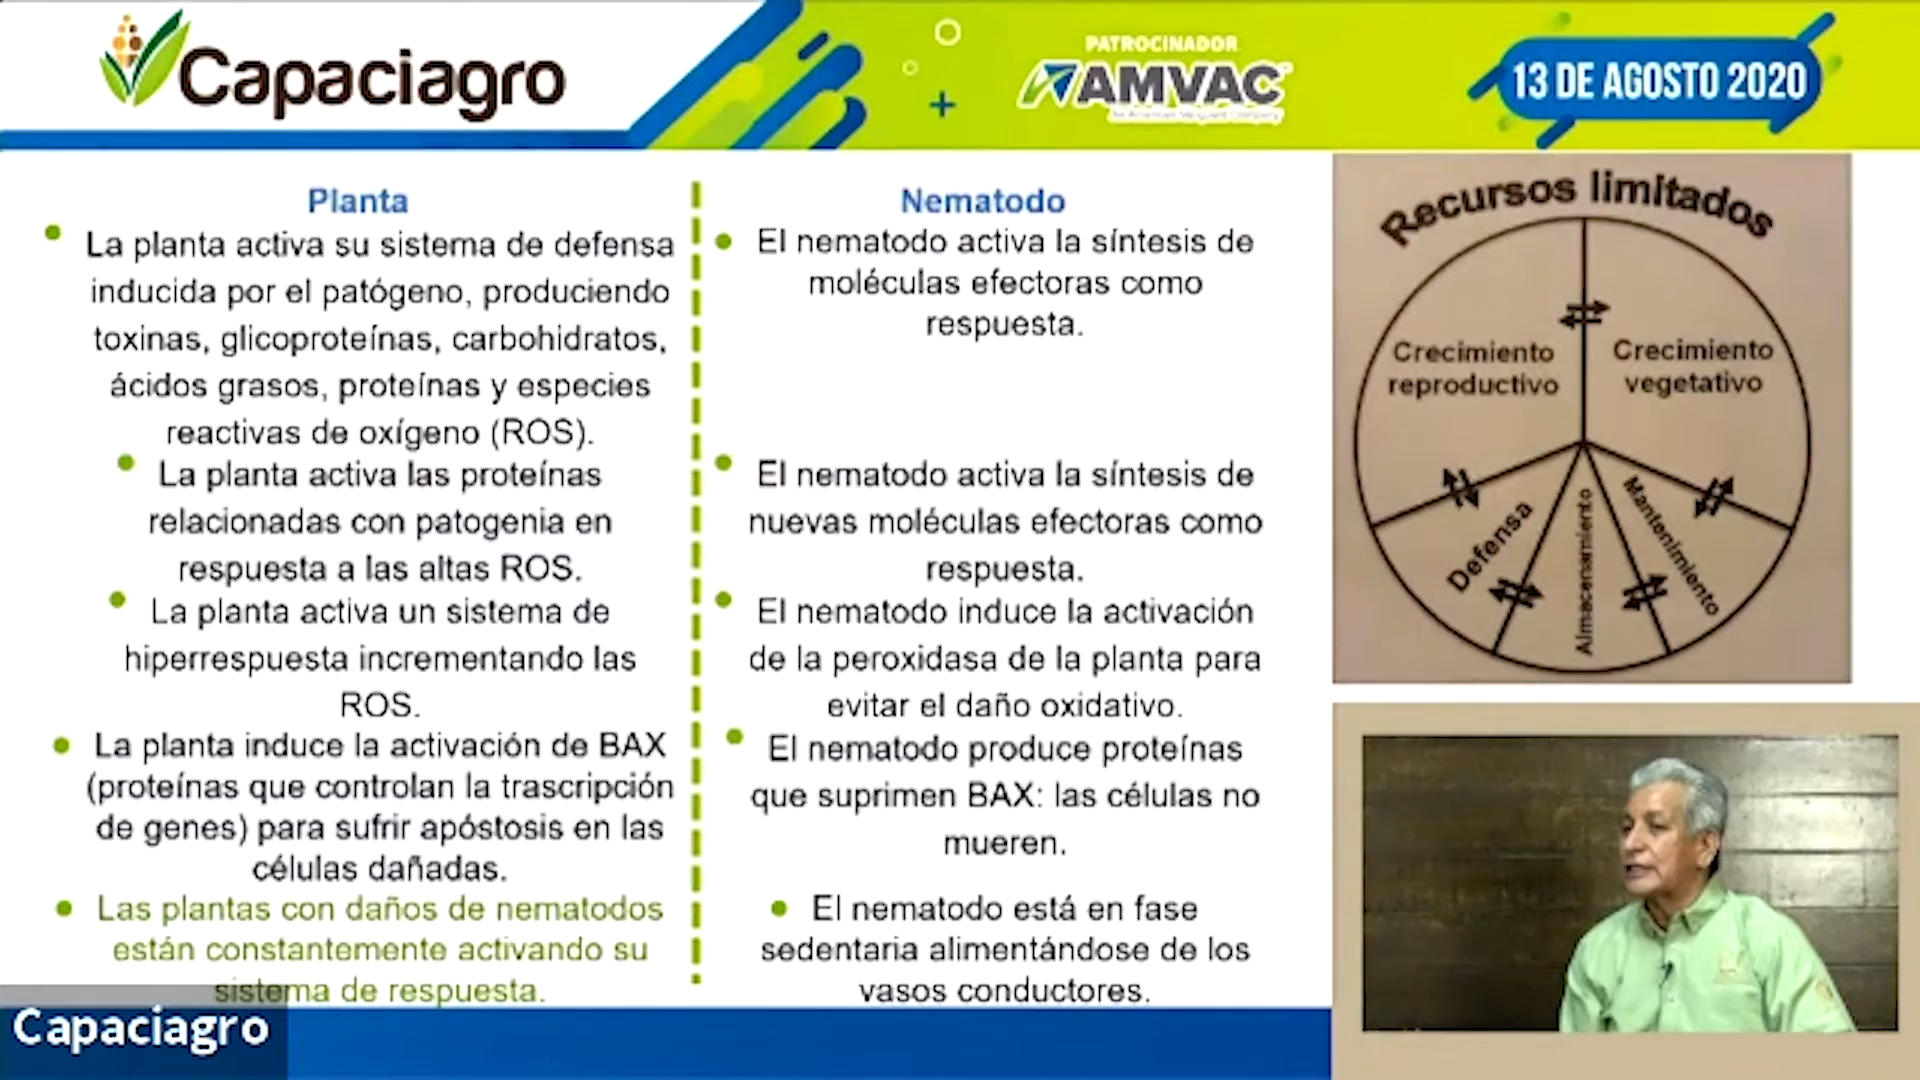 Capaciagro
PATROCINADOR
AMVAC
An American Vanguard Company
13 DE AGOSTO 2020
Planta
La planta activa su sistema de defensa
inducida por el patógeno, produciendo
toxinas, glicoproteínas, carbohidratos,
ácidos grasos, proteínas y especies
reactivas de oxígeno (ROS).
La planta activa las proteínas
relacionadas con patogenia en
respuesta a las altas ROS.
La planta activa un sistema de
hiperrespuesta incrementando las
ROS.
La planta induce la activación de BAX
(proteínas que controlan la trascripción
de genes) para sufrir apóstosis en las
células dañadas.
Las plantas con daños de nematodos
están constantemente activando su
sistema de respuesta.
Nematodo
El nematodo activa la síntesis de
moléculas efectoras como
respuesta.
El nematodo activa la síntesis de
nuevas moléculas efectoras como
respuesta.
El nematodo induce la activación
de la peroxidasa de la planta para
evitar el daño oxidativo.
El nematodo produce proteínas
que suprimen BAX: las células no
mueren.
El nematodo está en fase
sedentaria alimentándose de los
vasos conductores.
Recursos limitados
Crecimiento
reproductivo
Crecimiento
vegetativo
Defensa
Almacenamiento
Mantenimiento
Capaciagro